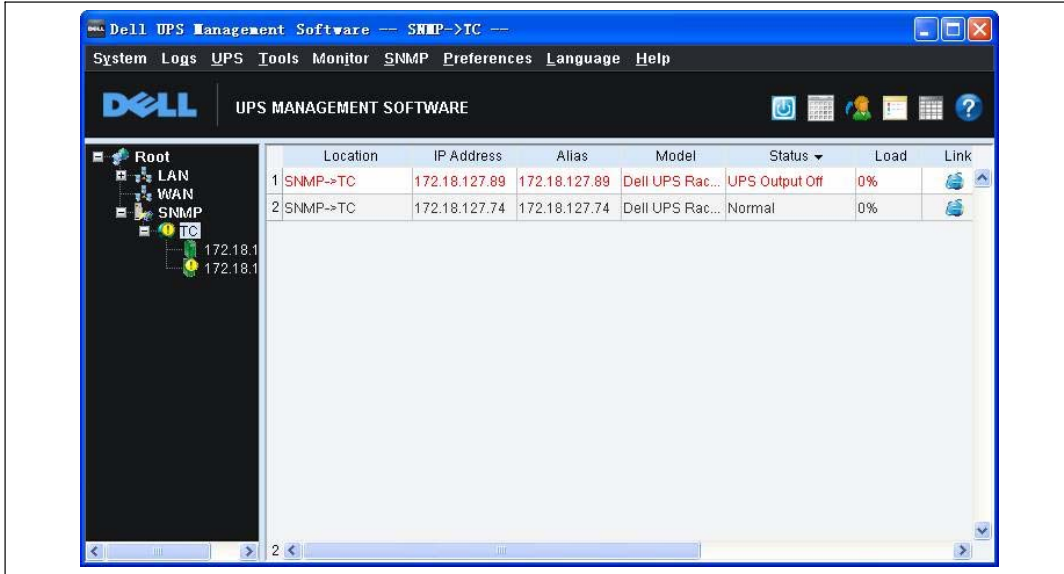 Dell UPS Management Software -- SNMP->TC --
System Logs UPS Tools Monitor SNMP Preferences Language Help
DELL UPS MANAGEMENT SOFTWARE
Root
LAN
WAN
SNMP
TC
172.18.1
172.18.1
Location IP Address Alias Model Status Load Link
1 SNMP->TC 172.18.127.89 172.18.127.89 Dell UPS Rac... UPS Output Off 0%
2 SNMP->TC 172.18.127.74 172.18.127.74 Dell UPS Rac... Normal 0%
2